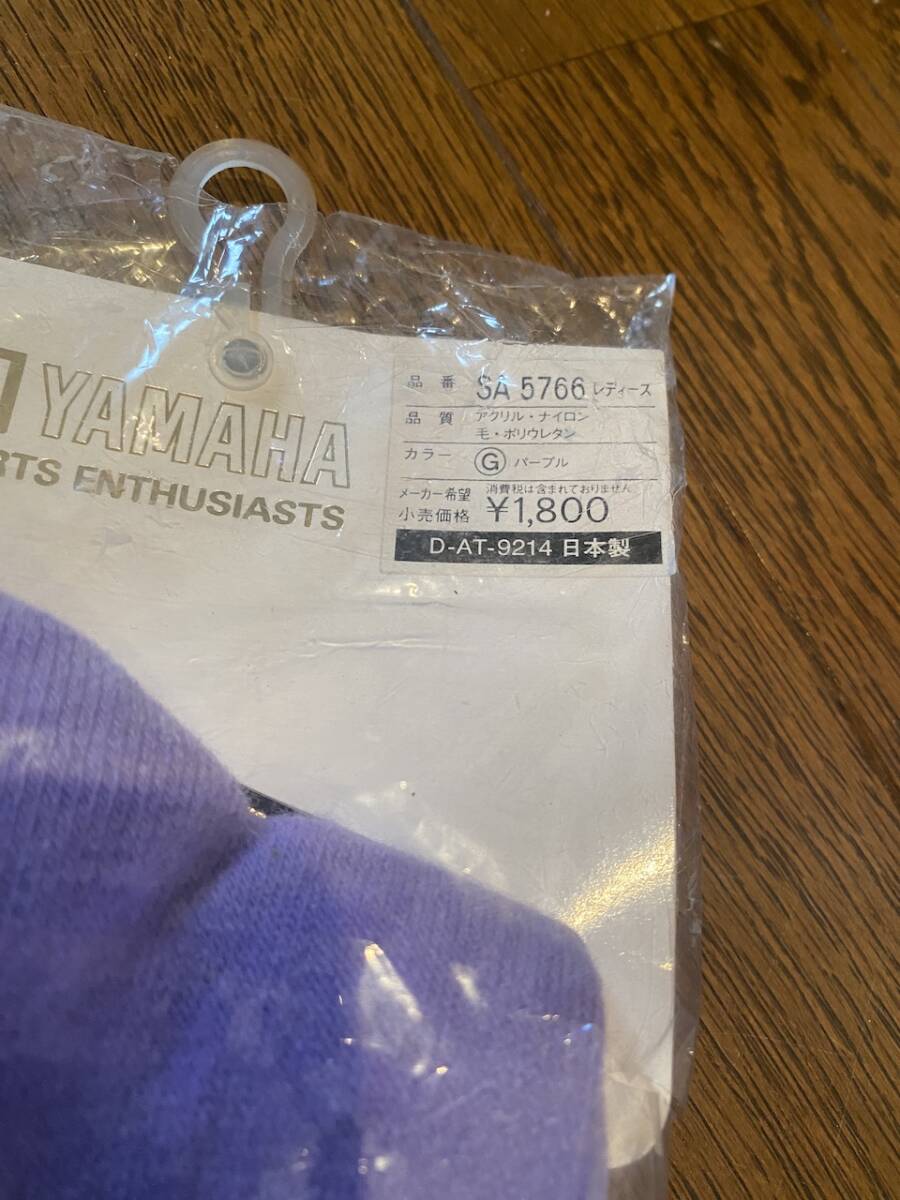 YAMAHA
RTS ENTHUSIASTS
品番 SA 5766 レディース
品質 アクリル・ナイロン
毛・ポリウレタン
カラー Ⓖ パープル
メーカー希望 消費税は含まれておりません
小売価格 ¥1,800
D-AT-9214 日本製